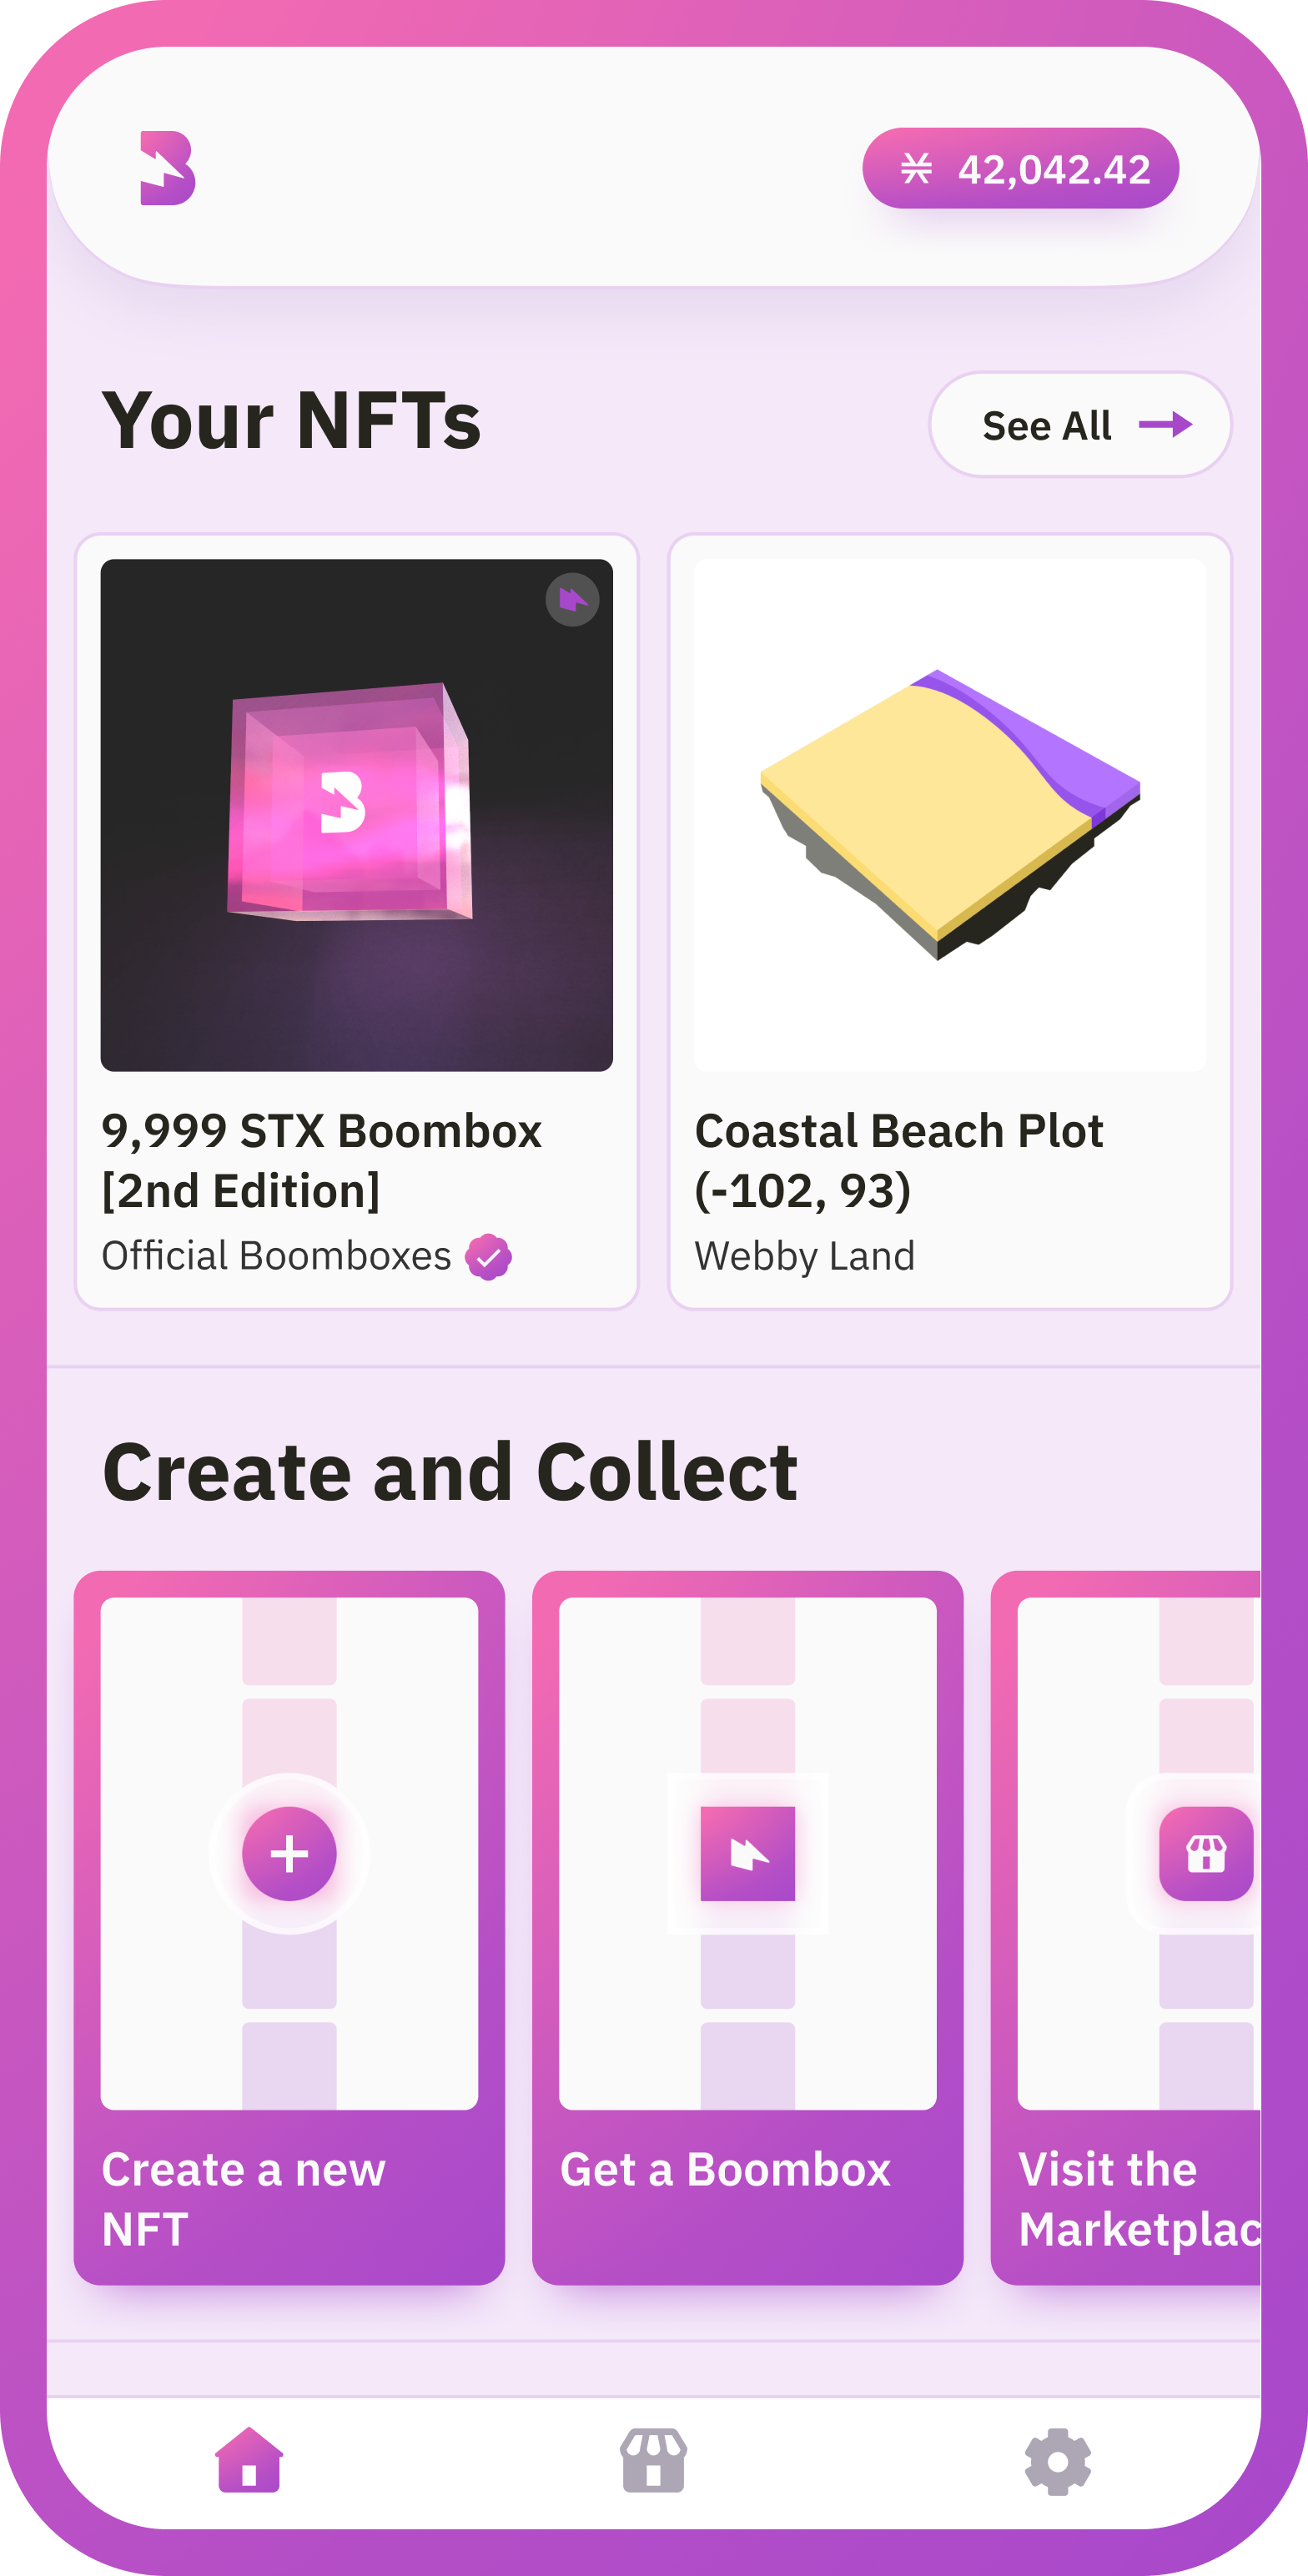 42,042.42
Your NFTs
See All
9,999 STX Boombox
[2nd Edition]
Official Boomboxes
Coastal Beach Plot
(-102, 93)
Webby Land
Create and Collect
Create a new
NFT
Get a Boombox
Visit the
Marketplac